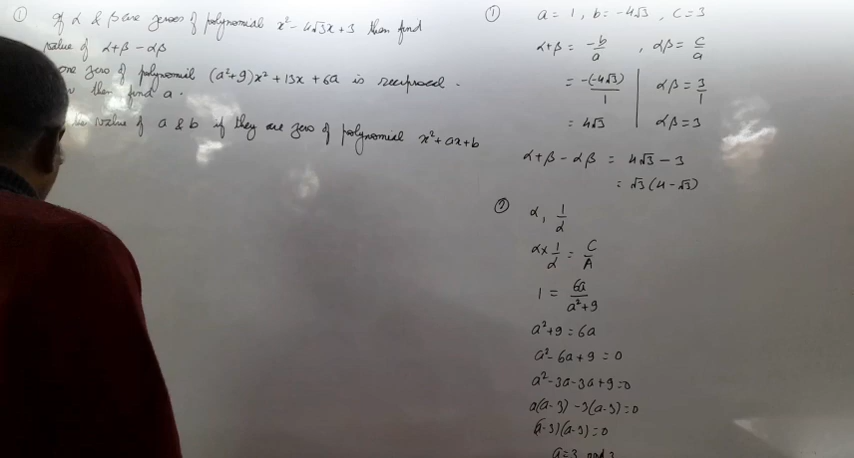 ① If α & β are zeroes of polynomial x² - 4√3x + 3 then find
value of α+β - αβ
one zero of polynomial (a²+9)x² + 13x + 6a is reciprocal
then find a.
value of a & b if they are zero of polynomial x² + ax + b
① a = 1, b = -4√3, c = 3
α+β = -b/a , αβ = c/a
= -(-4√3)/1 | αβ = 3/1
= 4√3 | αβ = 3
α+β - αβ = 4√3 - 3
= √3(4 - √3)
② α, 1/α
α × 1/α = C/A
1 = 6a/a²+9
a²+9 = 6a
a² - 6a + 9 = 0
a² - 3a - 3a + 9 = 0
a(a-3) - 3(a-3) = 0
(a-3)(a-3) = 0
a = 3 and 3